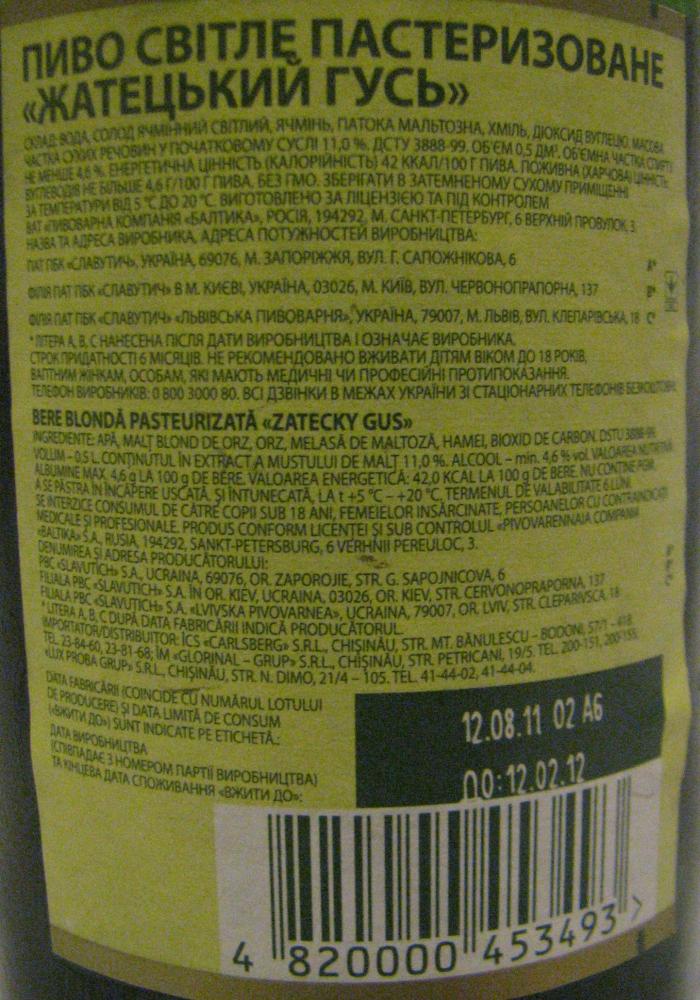 ПИВО СВІТЛЕ ПАСТЕРИЗОВАНЕ
«ЖАТЕЦЬКИЙ ГУСЬ»
СКЛАД: ВОДА, СОЛОД ЯЧМІННИЙ СВІТЛИЙ, ЯЧМІНЬ, ПАТОКА МАЛЬТОЗНА, ХМІЛЬ, ДІОКСИД ВУГЛЕЦЮ. МАСОВА
ЧАСТКА СУХИХ РЕЧОВИН У ПОЧАТКОВОМУ СУСЛІ 11,0 %. ДСТУ 3888-99. ОБ'ЄМ 0,5 ДМ³. ОБ'ЄМНА ЧАСТКА СПИРТУ
НЕ МЕНШЕ 4,6 %. ЕНЕРГЕТИЧНА ЦІННІСТЬ (КАЛОРІЙНІСТЬ) 42 ККАЛ/100 Г ПИВА. ПОЖИВНА (ХАРЧОВА) ЦІННІСТЬ:
ВУГЛЕВОДІВ НЕ БІЛЬШЕ 4,6 Г/100 Г ПИВА. БЕЗ ГМО. ЗБЕРІГАТИ В ЗАТЕМНЕНОМУ СУХОМУ ПРИМІЩЕННІ
ЗА ТЕМПЕРАТУРИ ВІД 5 °С ДО 20 °С. ВИГОТОВЛЕНО ЗА ЛІЦЕНЗІЄЮ ТА ПІД КОНТРОЛЕМ
ВАТ «ПИВОВАРНА КОМПАНІЯ «БАЛТИКА», РОСІЯ, 194292, М. САНКТ-ПЕТЕРБУРГ, 6 ВЕРХНІЙ ПРОВУЛОК, 3.
НАЗВА ТА АДРЕСА ВИРОБНИКА, АДРЕСА ПОТУЖНОСТЕЙ ВИРОБНИЦТВА:
ПАТ ПБК «СЛАВУТИЧ», УКРАЇНА, 69076, М. ЗАПОРІЖЖЯ, ВУЛ. Г. САПОЖНІКОВА, 6 А*
ФІЛІЯ ПАТ ПБК «СЛАВУТИЧ» В М. КИЄВІ, УКРАЇНА, 03026, М. КИЇВ, ВУЛ. ЧЕРВОНОПРАПОРНА, 137 В*
ФІЛІЯ ПАТ ПБК «СЛАВУТИЧ» «ЛЬВІВСЬКА ПИВОВАРНЯ», УКРАЇНА, 79007, М. ЛЬВІВ, ВУЛ. КЛЕПАРІВСЬКА, 18 С*
* ЛІТЕРА А, В, С НАНЕСЕНА ПІСЛЯ ДАТИ ВИРОБНИЦТВА І ОЗНАЧАЄ ВИРОБНИКА.
СТРОК ПРИДАТНОСТІ 6 МІСЯЦІВ. НЕ РЕКОМЕНДОВАНО ВЖИВАТИ ДІТЯМ ВІКОМ ДО 18 РОКІВ,
ВАГІТНИМ ЖІНКАМ, ОСОБАМ, ЯКІ МАЮТЬ МЕДИЧНІ ЧИ ПРОФЕСІЙНІ ПРОТИПОКАЗАННЯ.
ТЕЛЕФОН ВИРОБНИКІВ: 0 800 3000 80. ВСІ ДЗВІНКИ В МЕЖАХ УКРАЇНИ ЗІ СТАЦІОНАРНИХ ТЕЛЕФОНІВ БЕЗКОШТОВНІ.
BERE BLONDĂ PASTEURIZATĂ «ZATECKY GUS»
INGREDIENTE: APĂ, MALŢ BLOND DE ORZ, ORZ, MELASĂ DE MALTOZĂ, HAMEI, BIOXID DE CARBON. DSTU 3888-99.
VOLUM – 0,5 L. CONŢINUTUL ÎN EXTRACT A MUSTULUI DE MALŢ 11,0 %. ALCOOL – min. 4,6 % vol. VALOAREA NUTRITIVĂ:
ALBUMINE MAX. 4,6 g LA 100 g DE BERE. VALOAREA ENERGETICĂ: 42,0 KCAL LA 100 g DE BERE. NU CONŢINE PGM.
A SE PĂSTRA ÎN ÎNCĂPERE USCATĂ, ŞI ÎNTUNECATĂ, LA t +5 °C – +20 °C. TERMENUL DE VALABILITATE 6 LUNI.
SE INTERZICE CONSUMUL DE CĂTRE COPII SUB 18 ANI, FEMEIELOR INSĂRCINATE, PERSOANELOR CU CONTRAINDICAŢII
MEDICALE ŞI PROFESIONALE. PRODUS CONFORM LICENŢEI ŞI SUB CONTROLUL «PIVOVARENNAIA COMPANIA
«BALTIKA» S.A., RUSIA, 194292, SANKT-PETERSBURG, 6 VERHNII PEREULOC, 3.
DENUMIREA ŞI ADRESA PRODUCĂTORULUI:
PBC «SLAVUTICH» S.A., UCRAINA, 69076, OR. ZAPOROJIE, STR. G. SAPOJNICOVA, 6
FILIALA PBC «SLAVUTICH» S.A. ÎN OR. KIEV, UCRAINA, 03026, OR. KIEV, STR. CERVONOPRAPORNA, 137
FILIALA PBC «SLAVUTICH» S.A. «LVIVSKA PIVOVARNEA», UCRAINA, 79007, OR. LVIV, STR. CLEPARIVSCA, 18
* LITERA A, B, C DUPĂ DATA FABRICĂRII INDICĂ PRODUCĂTORUL.
IMPORTATOR/DISTRIBUITOR: ÎCS «CARLSBERG» S.R.L., CHIŞINĂU, STR. MT. BĂNULESCU – BODONI, 57/1 - 418.
TEL. 23-84-60, 23-81-68; ÎM «GLORINAL – GRUP» S.R.L., CHIŞINĂU, STR. PETRICANI, 19/5. TEL. 200-151, 200-155.
«LUX PROBA GRUP» S.R.L., CHIŞINĂU, STR. N. DIMO, 21/4 – 105. TEL. 41-44-02, 41-44-04.
DATA FABRICĂRII (COINCIDE CU NUMĂRUL LOTULUI
DE PRODUCERE) ŞI DATA LIMITĂ DE CONSUM
(«ВЖИТИ ДО») SUNT INDICATE PE ETICHETĂ.:
ДАТА ВИРОБНИЦТВА
(СПІВПАДАЄ З НОМЕРОМ ПАРТІЇ ВИРОБНИЦТВА)
ТА КІНЦЕВА ДАТА СПОЖИВАННЯ «ВЖИТИ ДО»:
12.08.11 02 A6
ДО:12.02.12
4 820000 453493 >